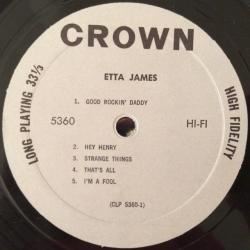 CROWN
ETTA JAMES
1. GOOD ROCKIN' DADDY
LONG PLAYING 33⅓
5360
HI-FI
HIGH FIDELITY
2. HEY HENRY
3. STRANGE THINGS
4. THAT'S ALL
5. I'M A FOOL
(CLP 5360-1)